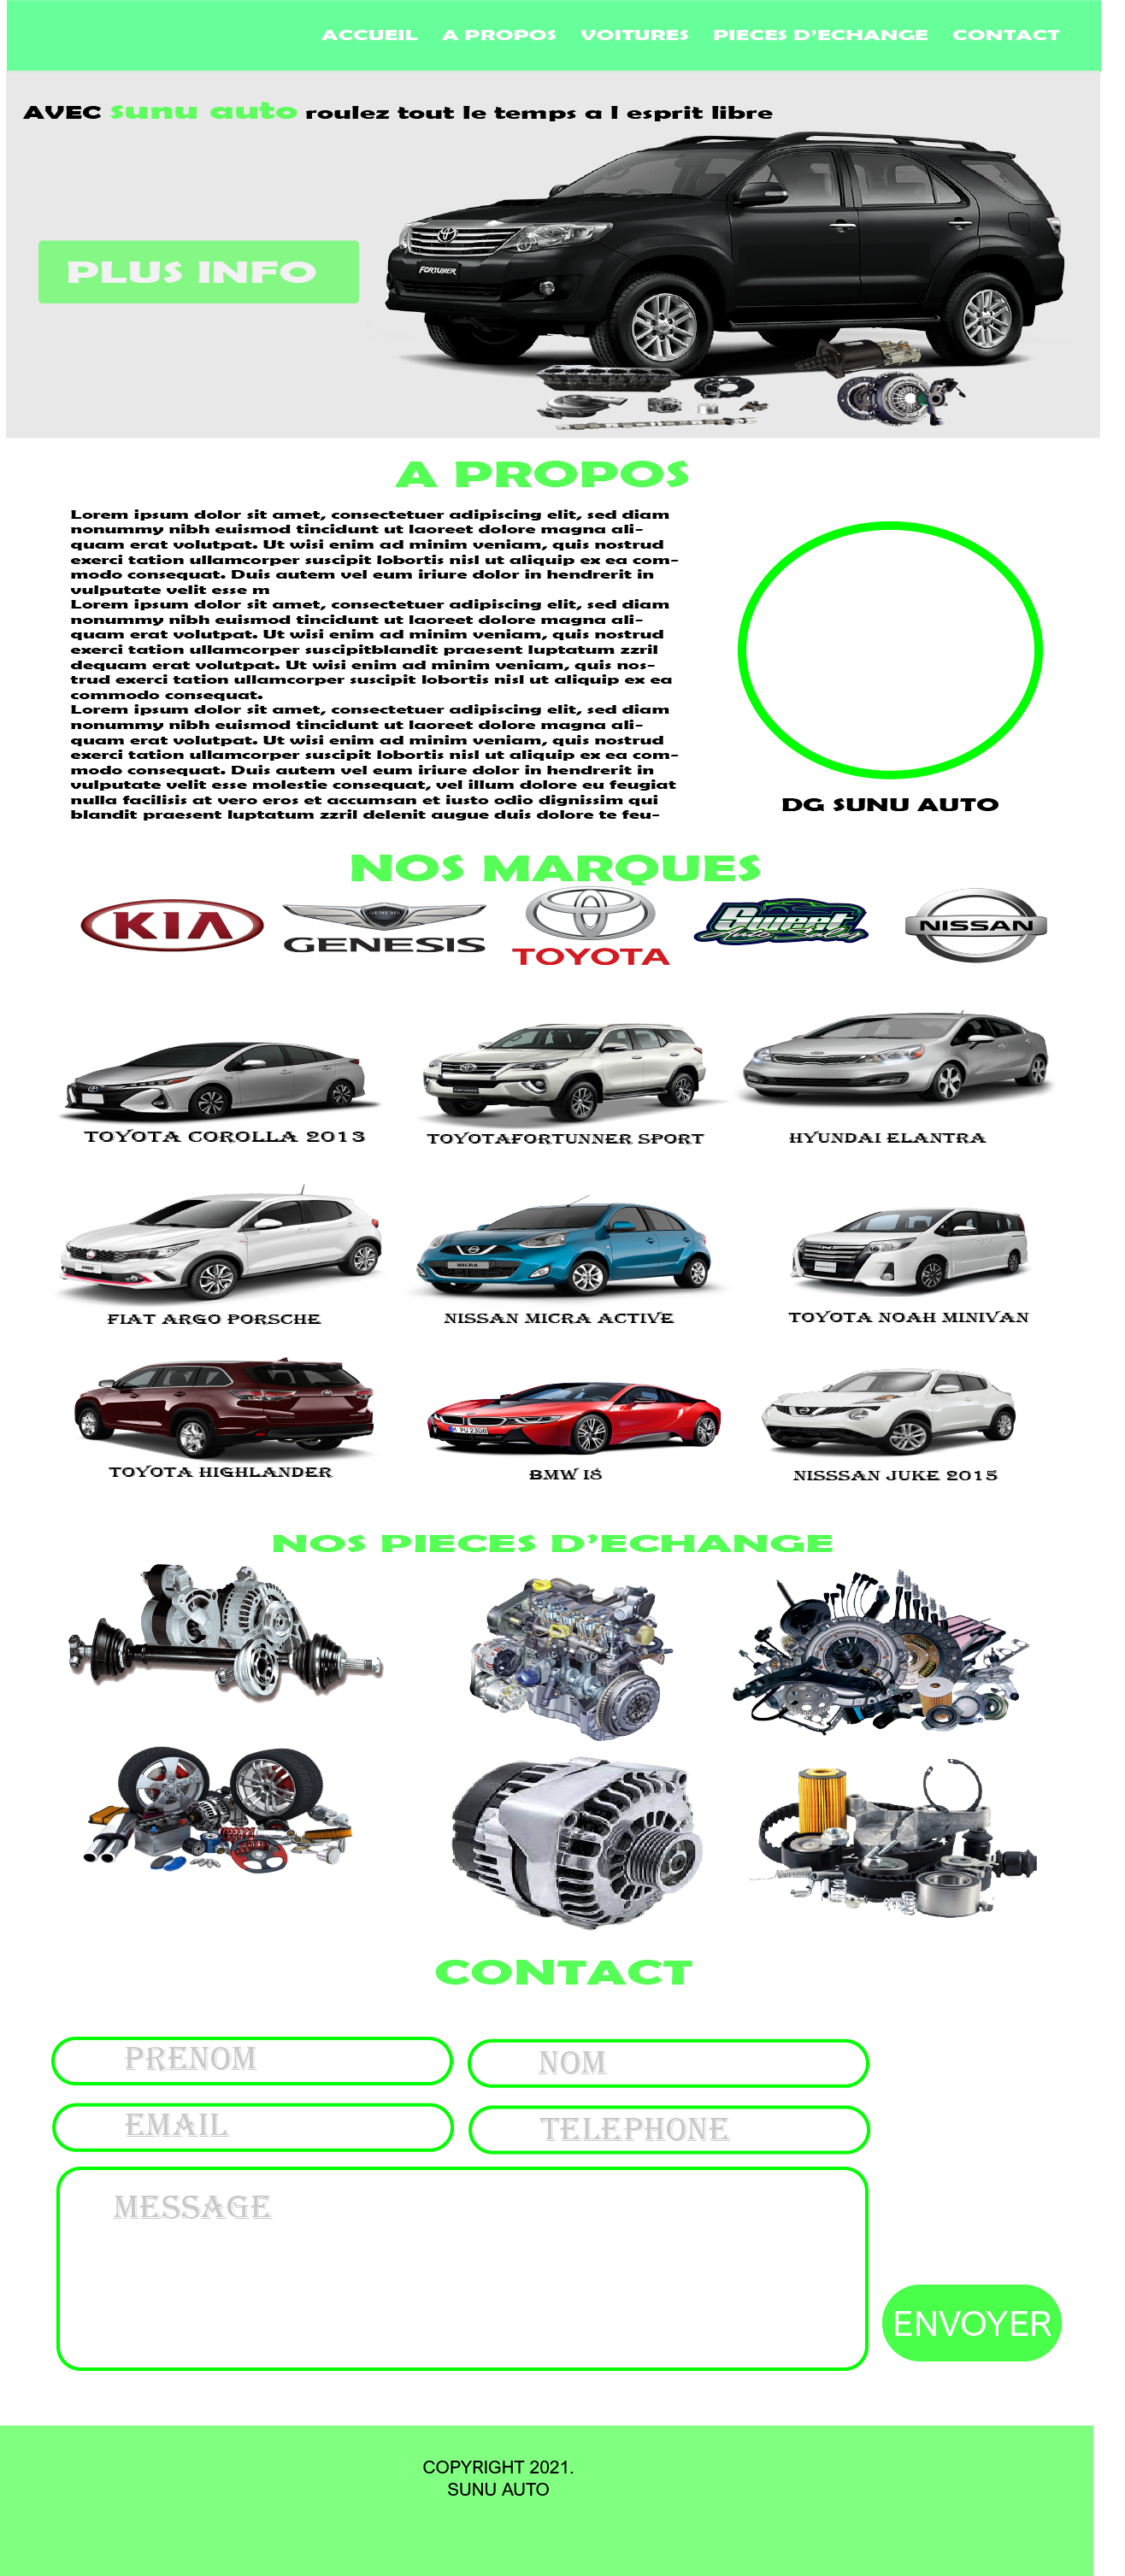 ACCUEIL A PROPOS VOITURES PIECES D'ECHANGE CONTACT
AVEC sunu auto roulez tout le temps a l esprit libre
FORTUNER
PLUS INFO
A PROPOS
Lorem ipsum dolor sit amet, consectetuer adipiscing elit, sed diam
nonummy nibh euismod tincidunt ut laoreet dolore magna ali-
quam erat volutpat. Ut wisi enim ad minim veniam, quis nostrud
exerci tation ullamcorper suscipit lobortis nisl ut aliquip ex ea com-
modo consequat. Duis autem vel eum iriure dolor in hendrerit in
vulputate velit esse m
Lorem ipsum dolor sit amet, consectetuer adipiscing elit, sed diam
nonummy nibh euismod tincidunt ut laoreet dolore magna ali-
quam erat volutpat. Ut wisi enim ad minim veniam, quis nostrud
exerci tation ullamcorper suscipitblandit praesent luptatum zzril
dequam erat volutpat. Ut wisi enim ad minim veniam, quis nos-
trud exerci tation ullamcorper suscipit lobortis nisl ut aliquip ex ea
commodo consequat.
Lorem ipsum dolor sit amet, consectetuer adipiscing elit, sed diam
nonummy nibh euismod tincidunt ut laoreet dolore magna ali-
quam erat volutpat. Ut wisi enim ad minim veniam, quis nostrud
exerci tation ullamcorper suscipit lobortis nisl ut aliquip ex ea com-
modo consequat. Duis autem vel eum iriure dolor in hendrerit in
vulputate velit esse molestie consequat, vel illum dolore eu feugiat
nulla facilisis at vero eros et accumsan et iusto odio dignissim qui
blandit praesent luptatum zzril delenit augue duis dolore te feu-
DG SUNU AUTO
NOS MARQUES
KIA
GENESIS
GENESIS
TOYOTA
Sweet
Auto Sales
NISSAN
TOYOTA COROLLA 2013
TOYOTAFORTUNNER SPORT
HYUNDAI ELANTRA
ARGO
MICRA
FIAT ARGO PORSCHE
NISSAN MICRA ACTIVE
TOYOTA NOAH MINIVAN
M PU 2308
TOYOTA HIGHLANDER
BMW I8
NISSSAN JUKE 2015
NOS PIECES D'ECHANGE
CONTACT
PRENOM
NOM
EMAIL
TELEPHONE
MESSAGE
ENVOYER
COPYRIGHT 2021.
SUNU AUTO